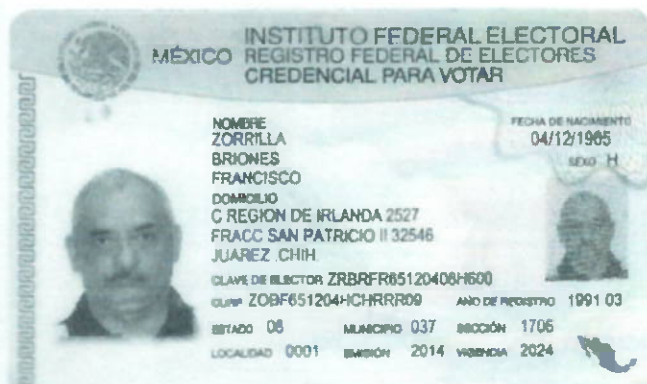 INSTITUTO FEDERAL ELECTORAL
MÉXICO REGISTRO FEDERAL DE ELECTORES
CREDENCIAL PARA VOTAR
NOMBRE
ZORRILLA
BRIONES
FRANCISCO
FECHA DE NACIMIENTO
04/12/1965
SEXO H
DOMICILIO
C REGION DE IRLANDA 2527
FRACC SAN PATRICIO II 32546
JUAREZ ,CHIH.
CLAVE DE ELECTOR ZRBRFR65120408H600
CURP ZOBF651204HCHRRR09 AÑO DE REGISTRO 1991 03
ESTADO 08 MUNICIPIO 037 SECCIÓN 1706
LOCALIDAD 0001 EMISIÓN 2014 VIGENCIA 2024